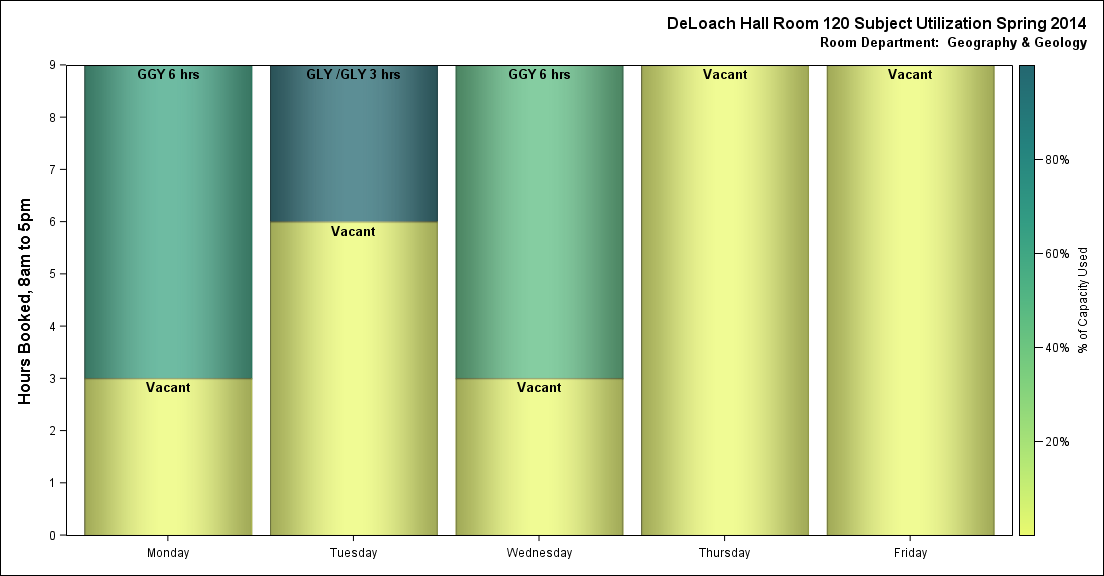 DeLoach Hall Room 120 Subject Utilization Spring 2014
Room Department:  Geography & Geology
Hours Booked, 8am to 5pm
9
8
7
6
5
4
3
2
1
0
GGY 6 hrs
Vacant
GLY /GLY 3 hrs
Vacant
GGY 6 hrs
Vacant
Vacant
Vacant
Monday
Tuesday
Wednesday
Thursday
Friday
80%
60%
40%
20%
% of Capacity Used